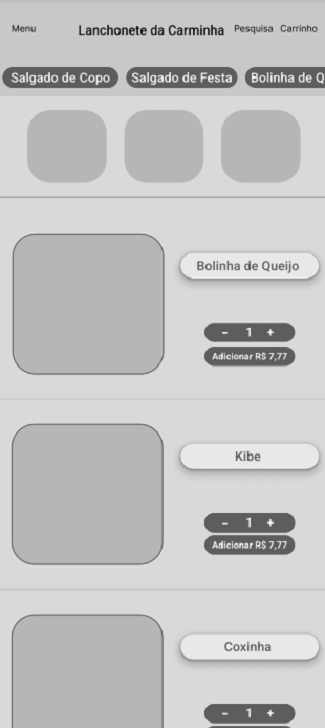 Menu Lanchonete da Carminha Pesquisa Carrinho
Salgado de Copo Salgado de Festa Bolinha de Q
Bolinha de Queijo
- 1 +
Adicionar R$ 7,77
Kibe
- 1 +
Adicionar R$ 7,77
Coxinha
- 1 +